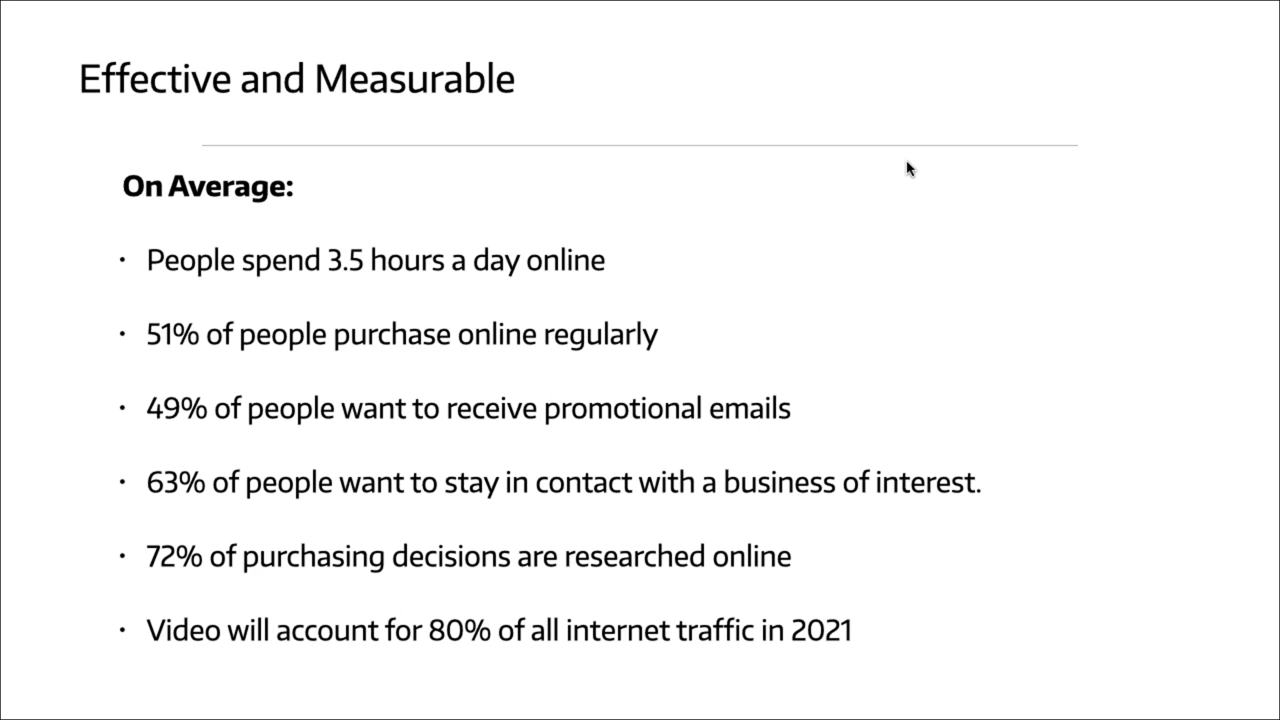 Effective and Measurable
On Average:
• People spend 3.5 hours a day online
• 51% of people purchase online regularly
• 49% of people want to receive promotional emails
• 63% of people want to stay in contact with a business of interest.
• 72% of purchasing decisions are researched online
• Video will account for 80% of all internet traffic in 2021